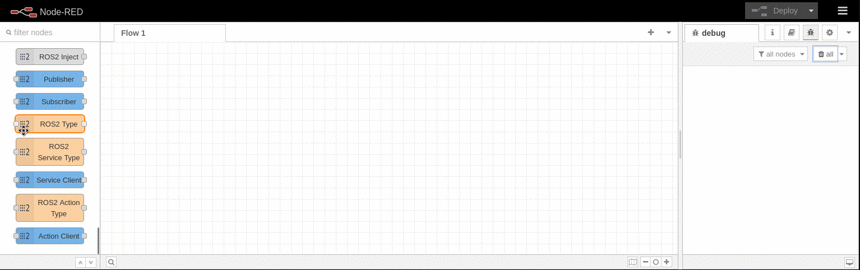 Node-RED
Deploy
filter nodes
Flow 1
debug
i
all nodes
all
ROS2 Inject
Publisher
Subscriber
ROS2 Type
ROS2
Service Type
Service Client
ROS2 Action
Type
Action Client